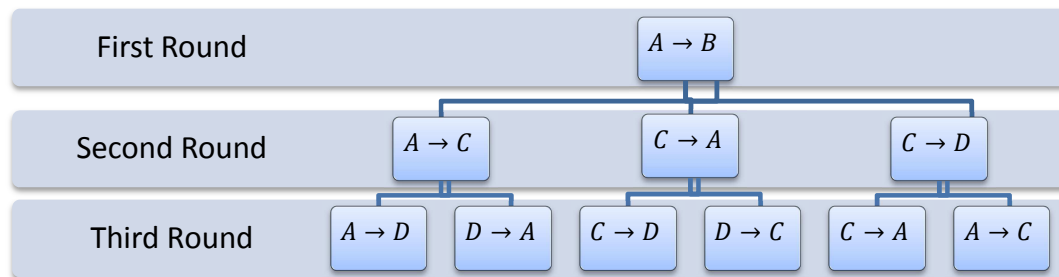 First Round
A → B
Second Round
A → C
C → A
C → D
Third Round
A → D
D → A
C → D
D → C
C → A
A → C